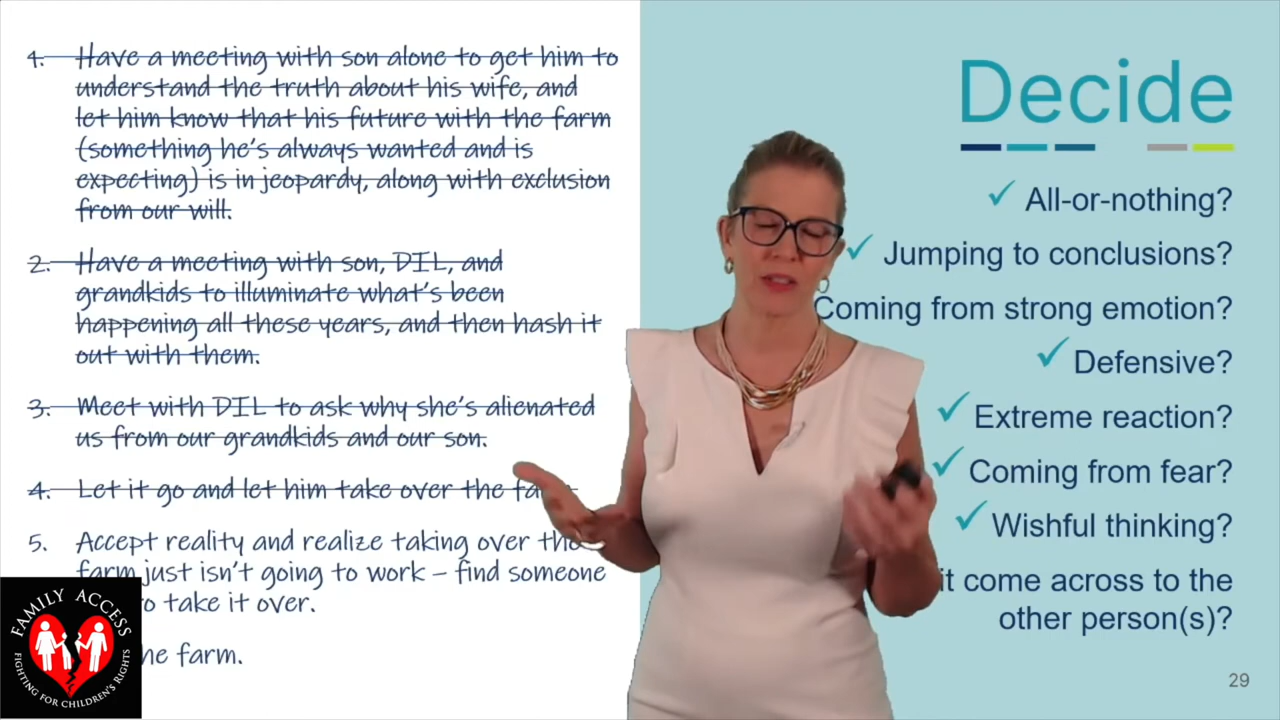 1. Have a meeting with son alone to get him to
understand the truth about his wife, and
let him know that his future with the farm
(something he's always wanted and is
expecting) is in jeopardy, along with exclusion
from our will.
2. Have a meeting with son, DIL, and
grandkids to illuminate what's been
happening all these years, and then hash it
out with them.
3. Meet with DIL to ask why she's alienated
us from our grandkids and our son.
4. Let it go and let him take over the
5. Accept reality and realize taking over the
farm just isn't going to work – find someone
to take it over.
the farm.
Decide
All-or-nothing?
Jumping to conclusions?
Coming from strong emotion?
Defensive?
Extreme reaction?
Coming from fear?
Wishful thinking?
it come across to the
other person(s)?
29
FAMILY ACCESS
FIGHTING FOR CHILDREN'S RIGHTS